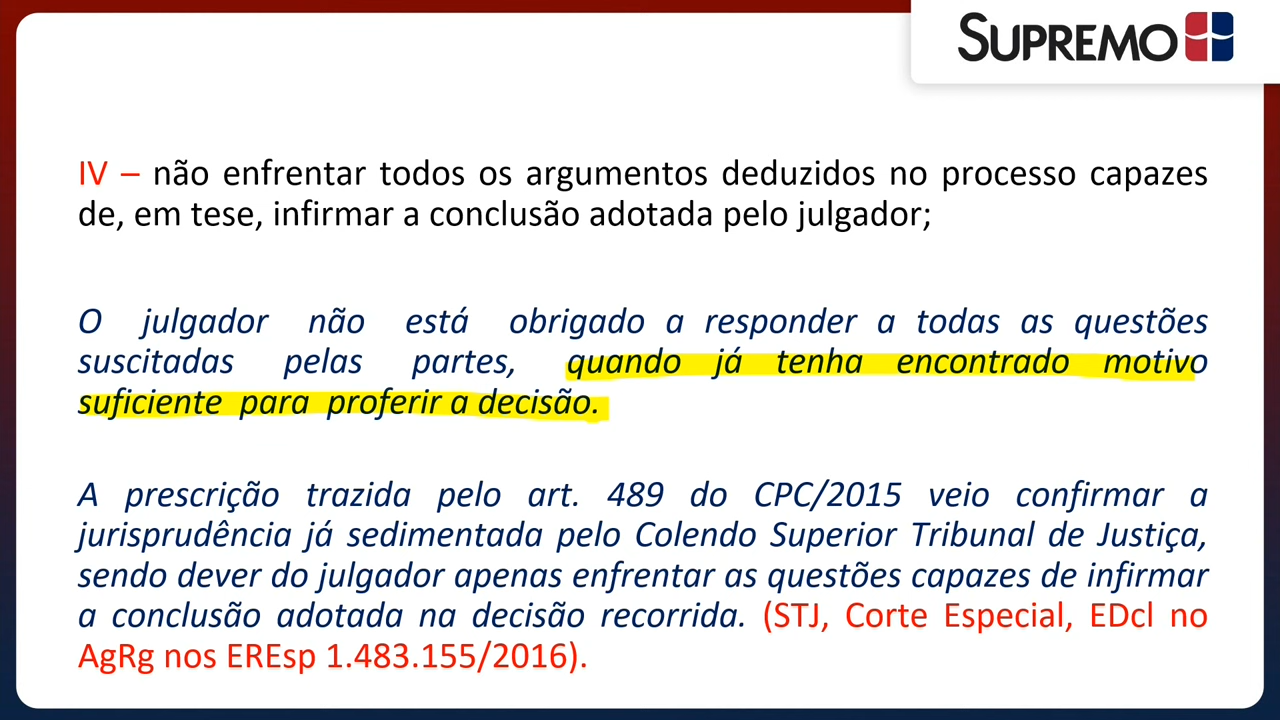 SUPREMO
IV – não enfrentar todos os argumentos deduzidos no processo capazes
de, em tese, infirmar a conclusão adotada pelo julgador;
O julgador não está obrigado a responder a todas as questões
suscitadas pelas partes, quando já tenha encontrado motivo
suficiente para proferir a decisão.
A prescrição trazida pelo art. 489 do CPC/2015 veio confirmar a
jurisprudência já sedimentada pelo Colendo Superior Tribunal de Justiça,
sendo dever do julgador apenas enfrentar as questões capazes de infirmar
a conclusão adotada na decisão recorrida. (STJ, Corte Especial, EDcl no
AgRg nos EREsp 1.483.155/2016).